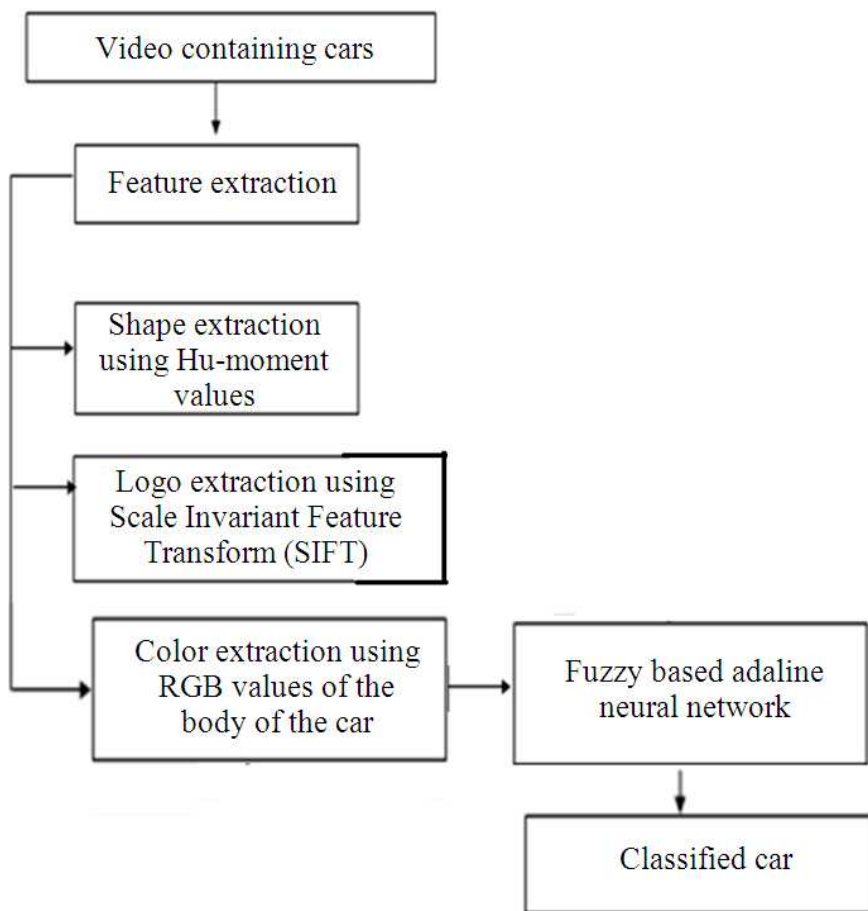 Video containing cars
Feature extraction
Shape extraction
using Hu-moment
values
Logo extraction using
Scale Invariant Feature
Transform (SIFT)
Color extraction using
RGB values of the
body of the car
Fuzzy based adaline
neural network
Classified car